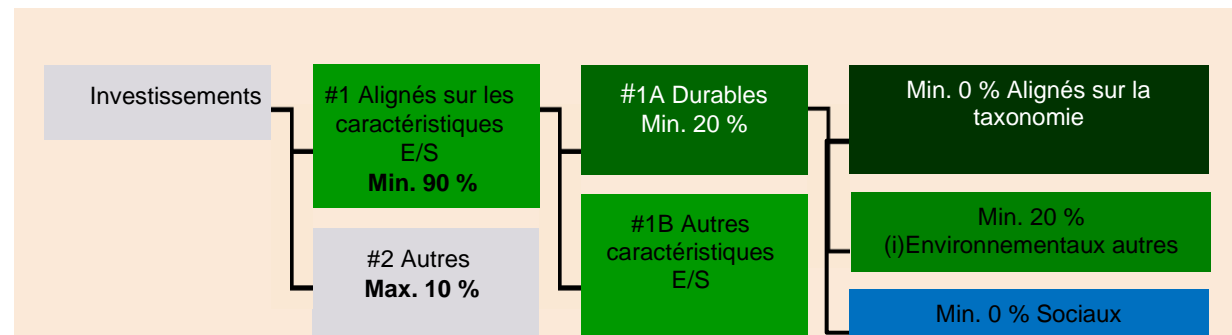 Investissements
#1 Alignés sur les
caractéristiques
E/S
Min. 90 %
#2 Autres
Max. 10 %
#1A Durables
Min. 20 %
#1B Autres
caractéristiques
E/S
Min. 0 % Alignés sur la
taxonomie
Min. 20 %
(i)Environnementaux autres
Min. 0 % Sociaux